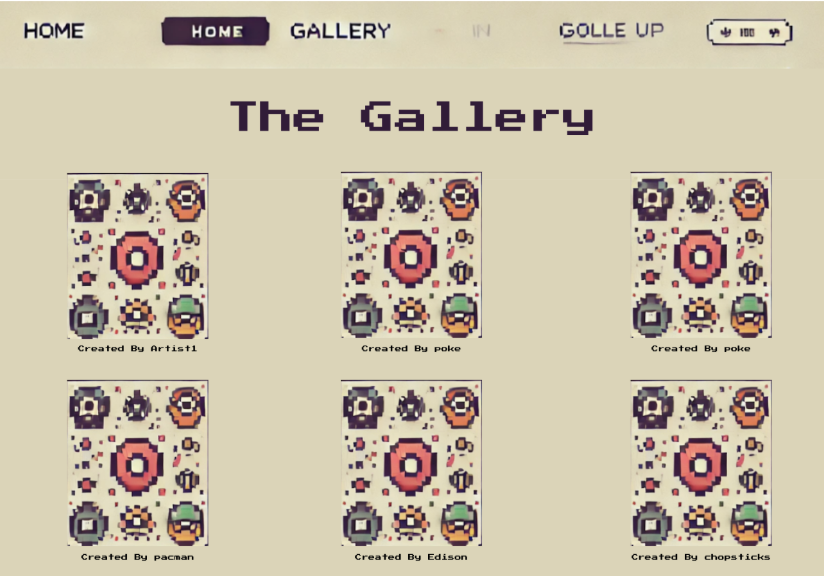 HOME HOME GALLERY IN GOLLE UP 100
The Gallery
Created By Artist1 Created By poke Created By poke
Created By pacman Created By Edison Created By chopsticks